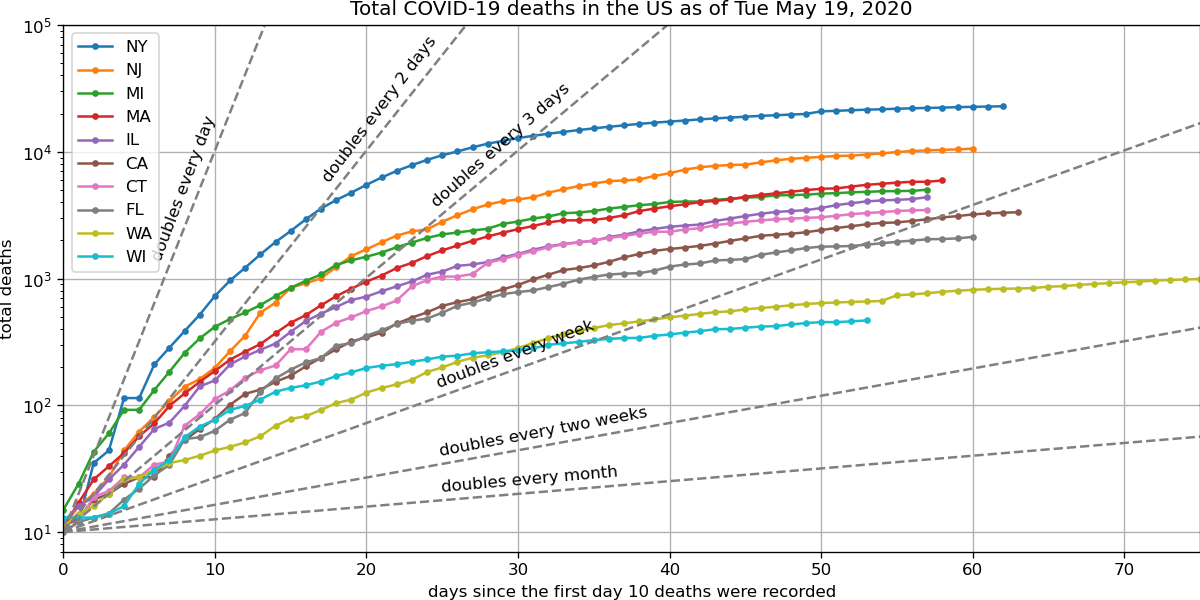 Total COVID-19 deaths in the US as of Tue May 19, 2020
total deaths
10⁵
10⁴
10³
10²
10¹
NY
NJ
MI
MA
IL
CA
CT
FL
WA
WI
doubles every day
doubles every 2 days
doubles every 3 days
doubles every week
doubles every two weeks
doubles every month
0 10 20 30 40 50 60 70
days since the first day 10 deaths were recorded